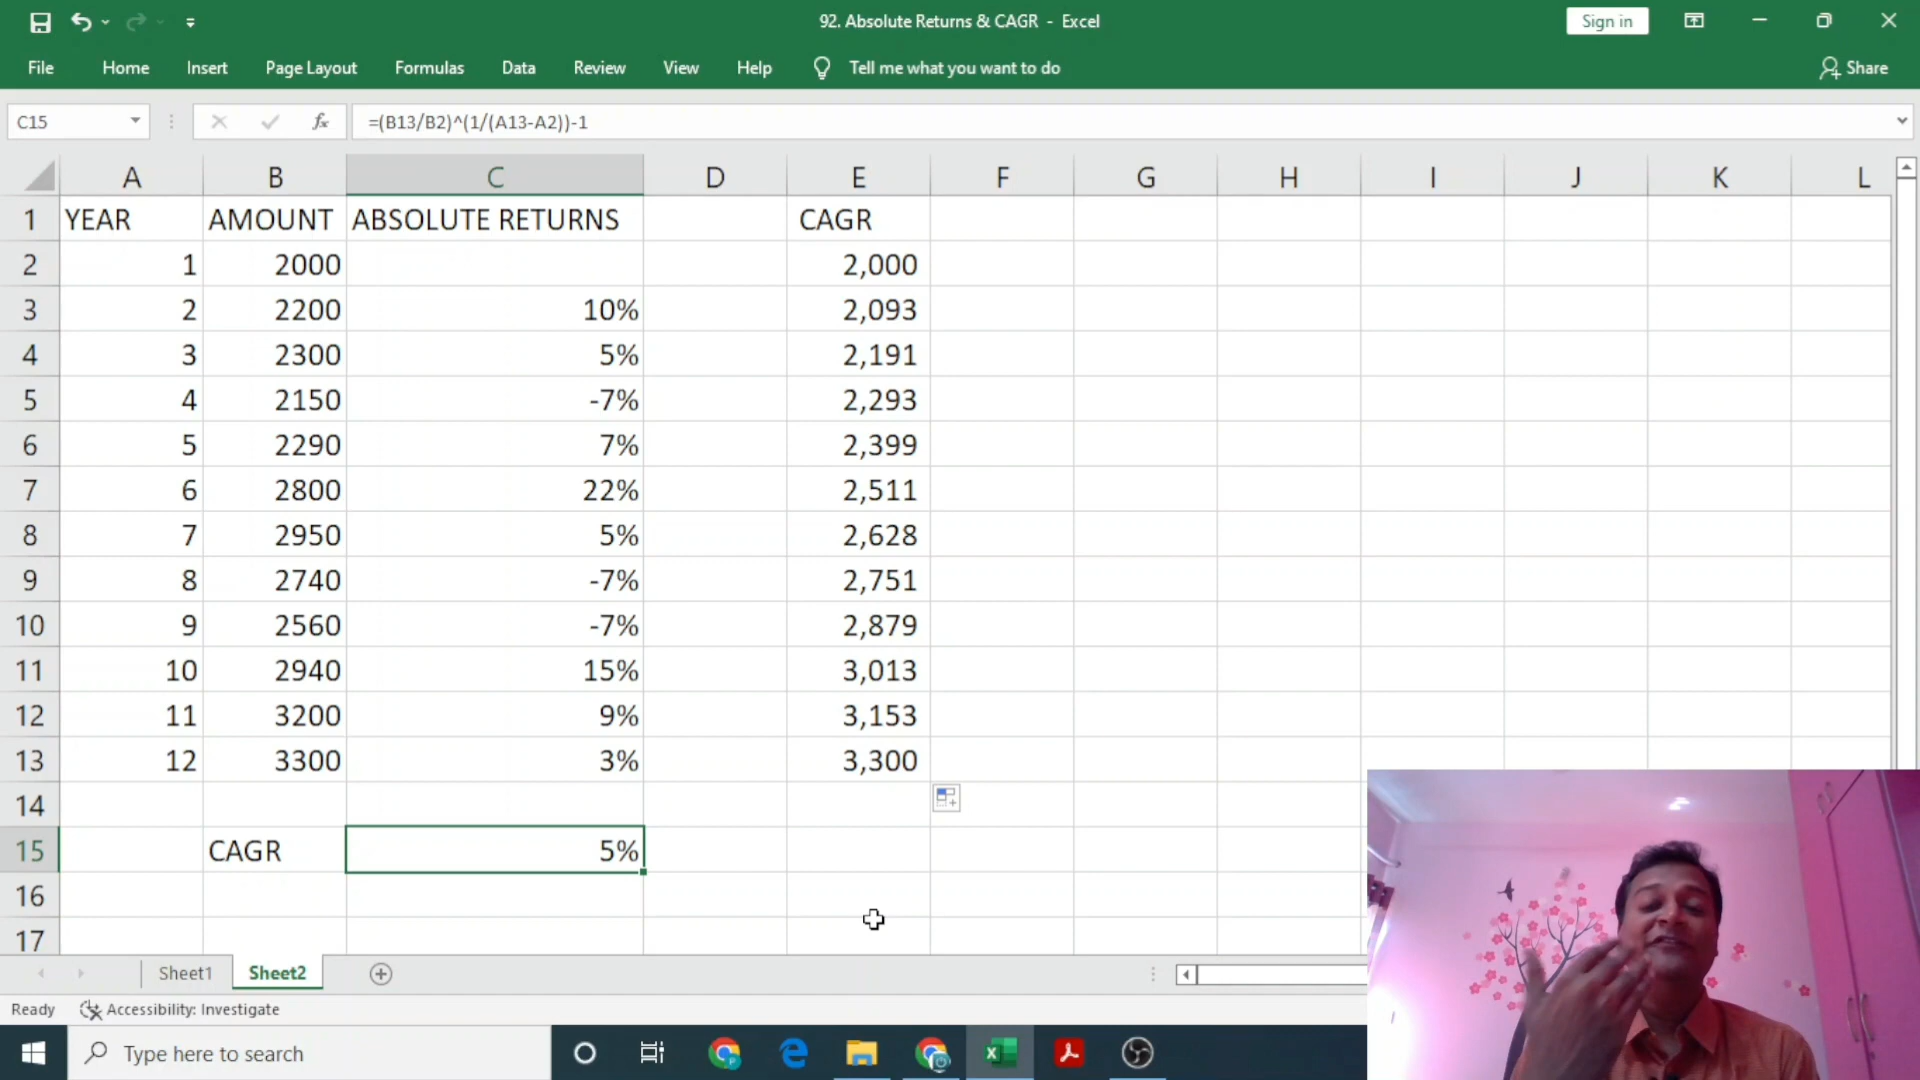 92. Absolute Returns & CAGR - Excel
Sign in
File Home Insert Page Layout Formulas Data Review View Help Tell me what you want to do Share
C15 fx =(B13/B2)^(1/(A13-A2))-1
A B C D E F G H I J K L
1 YEAR AMOUNT ABSOLUTE RETURNS CAGR
2 1 2000 2,000
3 2 2200 10% 2,093
4 3 2300 5% 2,191
5 4 2150 -7% 2,293
6 5 2290 7% 2,399
7 6 2800 22% 2,511
8 7 2950 5% 2,628
9 8 2740 -7% 2,751
10 9 2560 -7% 2,879
11 10 2940 15% 3,013
12 11 3200 9% 3,153
13 12 3300 3% 3,300
14
15 CAGR 5%
16
17
Sheet1 Sheet2
Ready Accessibility: Investigate
Type here to search